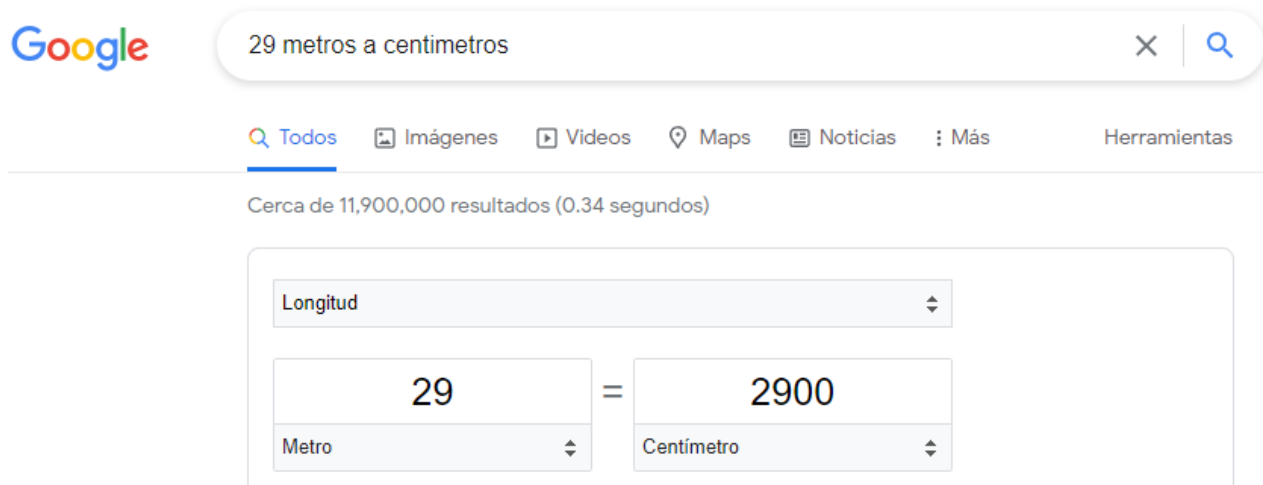 Google 29 metros a centimetros
Todos Imágenes Videos Maps Noticias Más Herramientas
Cerca de 11,900,000 resultados (0.34 segundos)
Longitud
29 = 2900
Metro Centímetro